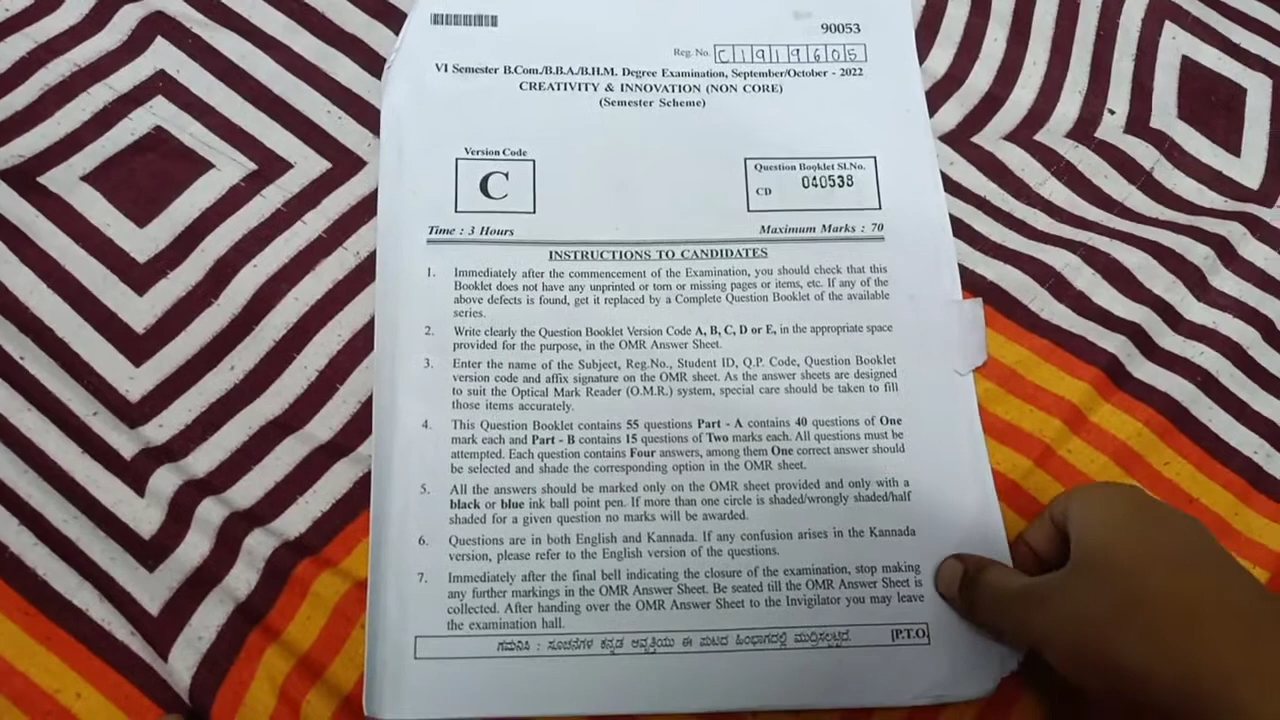 90053
Reg. No. C1919605
VI Semester B.Com./B.B.A/B.H.M. Degree Examination, September/October - 2022
CREATIVITY & INNOVATION (NON CORE)
(Semester Scheme)
Version Code
C
Question Booklet Sl.No.
CD 040538
Time : 3 Hours
Maximum Marks : 70
INSTRUCTIONS TO CANDIDATES
1. Immediately after the commencement of the Examination, you should check that this
Booklet does not have any unprinted or torn or missing pages or items, etc. If any of the
above defects is found, get it replaced by a Complete Question Booklet of the available
series.
2. Write clearly the Question Booklet Version Code A, B, C, D or E, in the appropriate space
provided for the purpose, in the OMR Answer Sheet.
3. Enter the name of the Subject, Reg.No., Student ID, Q.P. Code, Question Booklet
version code and affix signature on the OMR sheet. As the answer sheets are designed
to suit the Optical Mark Reader (O.M.R.) system, special care should be taken to fill
those items accurately.
4. This Question Booklet contains 55 questions Part - A contains 40 questions of One
mark each and Part - B contains 15 questions of Two marks each. All questions must be
attempted. Each question contains Four answers, among them One correct answer should
be selected and shade the corresponding option in the OMR sheet.
5. All the answers should be marked only on the OMR sheet provided and only with a
black or blue ink ball point pen. If more than one circle is shaded/wrongly shaded/half
shaded for a given question no marks will be awarded.
6. Questions are in both English and Kannada. If any confusion arises in the Kannada
version, please refer to the English version of the questions.
7. Immediately after the final bell indicating the closure of the examination, stop making
any further markings in the OMR Answer Sheet. Be seated till the OMR Answer Sheet is
collected. After handing over the OMR Answer Sheet to the Invigilator you may leave
the examination hall.
ಗಮನಿಸಿ : ಸೂಚನೆಗಳ ಕನ್ನಡ ಆವೃತ್ತಿಯು ಈ ಪುಟದ ಹಿಂಭಾಗದಲ್ಲಿ ಮುದ್ರಿಸಲಟ್ಟಿದೆ. [P.T.O.